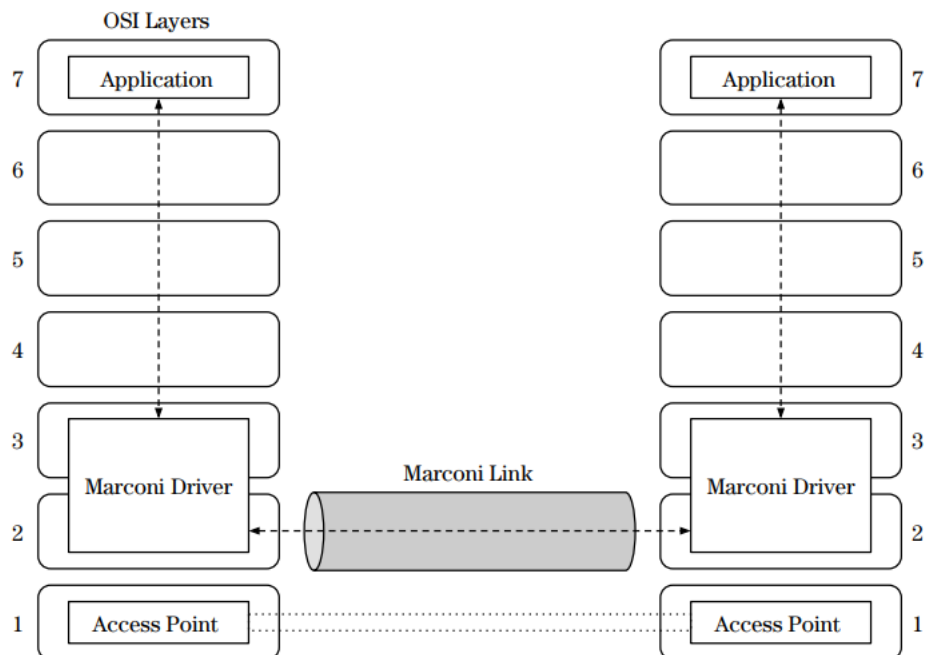 OSI Layers
7 Application Application 7
6 6
5 5
4 4
3 3
Marconi Driver Marconi Link Marconi Driver
2 2
1 Access Point Access Point 1